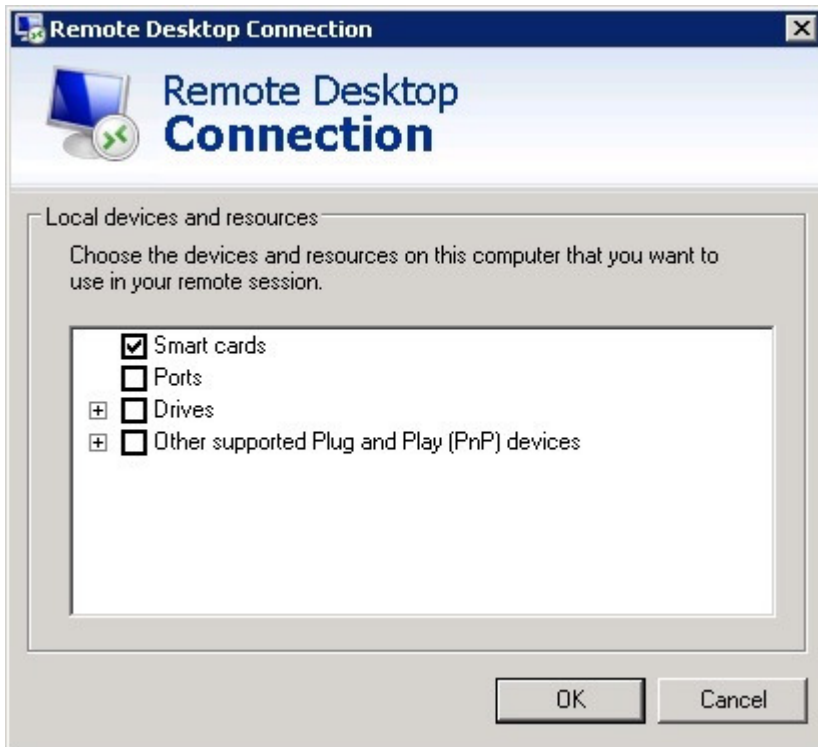 Remote Desktop Connection
Remote Desktop
Connection
Local devices and resources
Choose the devices and resources on this computer that you want to
use in your remote session.
Smart cards
Ports
Drives
Other supported Plug and Play (PnP) devices
OK
Cancel